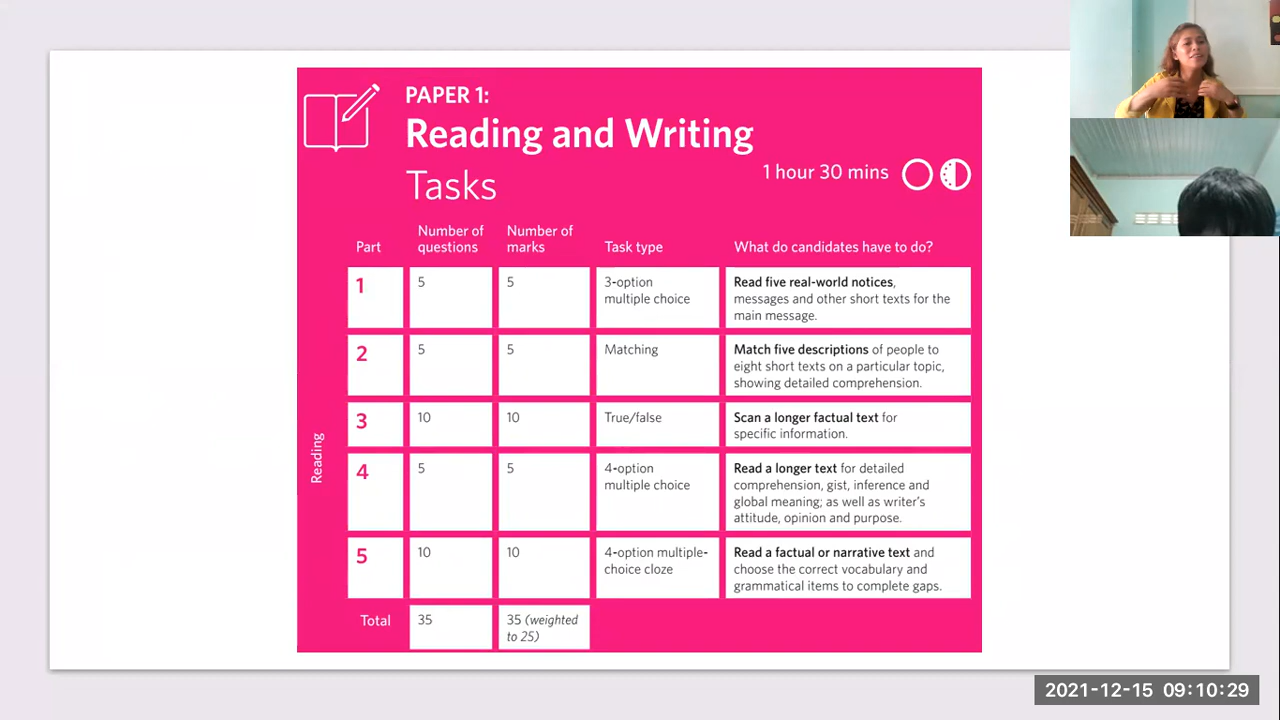 PAPER 1:
Reading and Writing
Tasks
1 hour 30 mins
Part
Number of
questions
Number of
marks
Task type
What do candidates have to do?
Reading
1
5
5
3-option
multiple choice
Read five real-world notices,
messages and other short texts for the
main message.
2
5
5
Matching
Match five descriptions of people to
eight short texts on a particular topic,
showing detailed comprehension.
3
10
10
True/false
Scan a longer factual text for
specific information.
4
5
5
4-option
multiple choice
Read a longer text for detailed
comprehension, gist, inference and
global meaning; as well as writer's
attitude, opinion and purpose.
5
10
10
4-option multiple-
choice cloze
Read a factual or narrative text and
choose the correct vocabulary and
grammatical items to complete gaps.
Total
35
35 (weighted
to 25)
2021-12-15 09:10:29